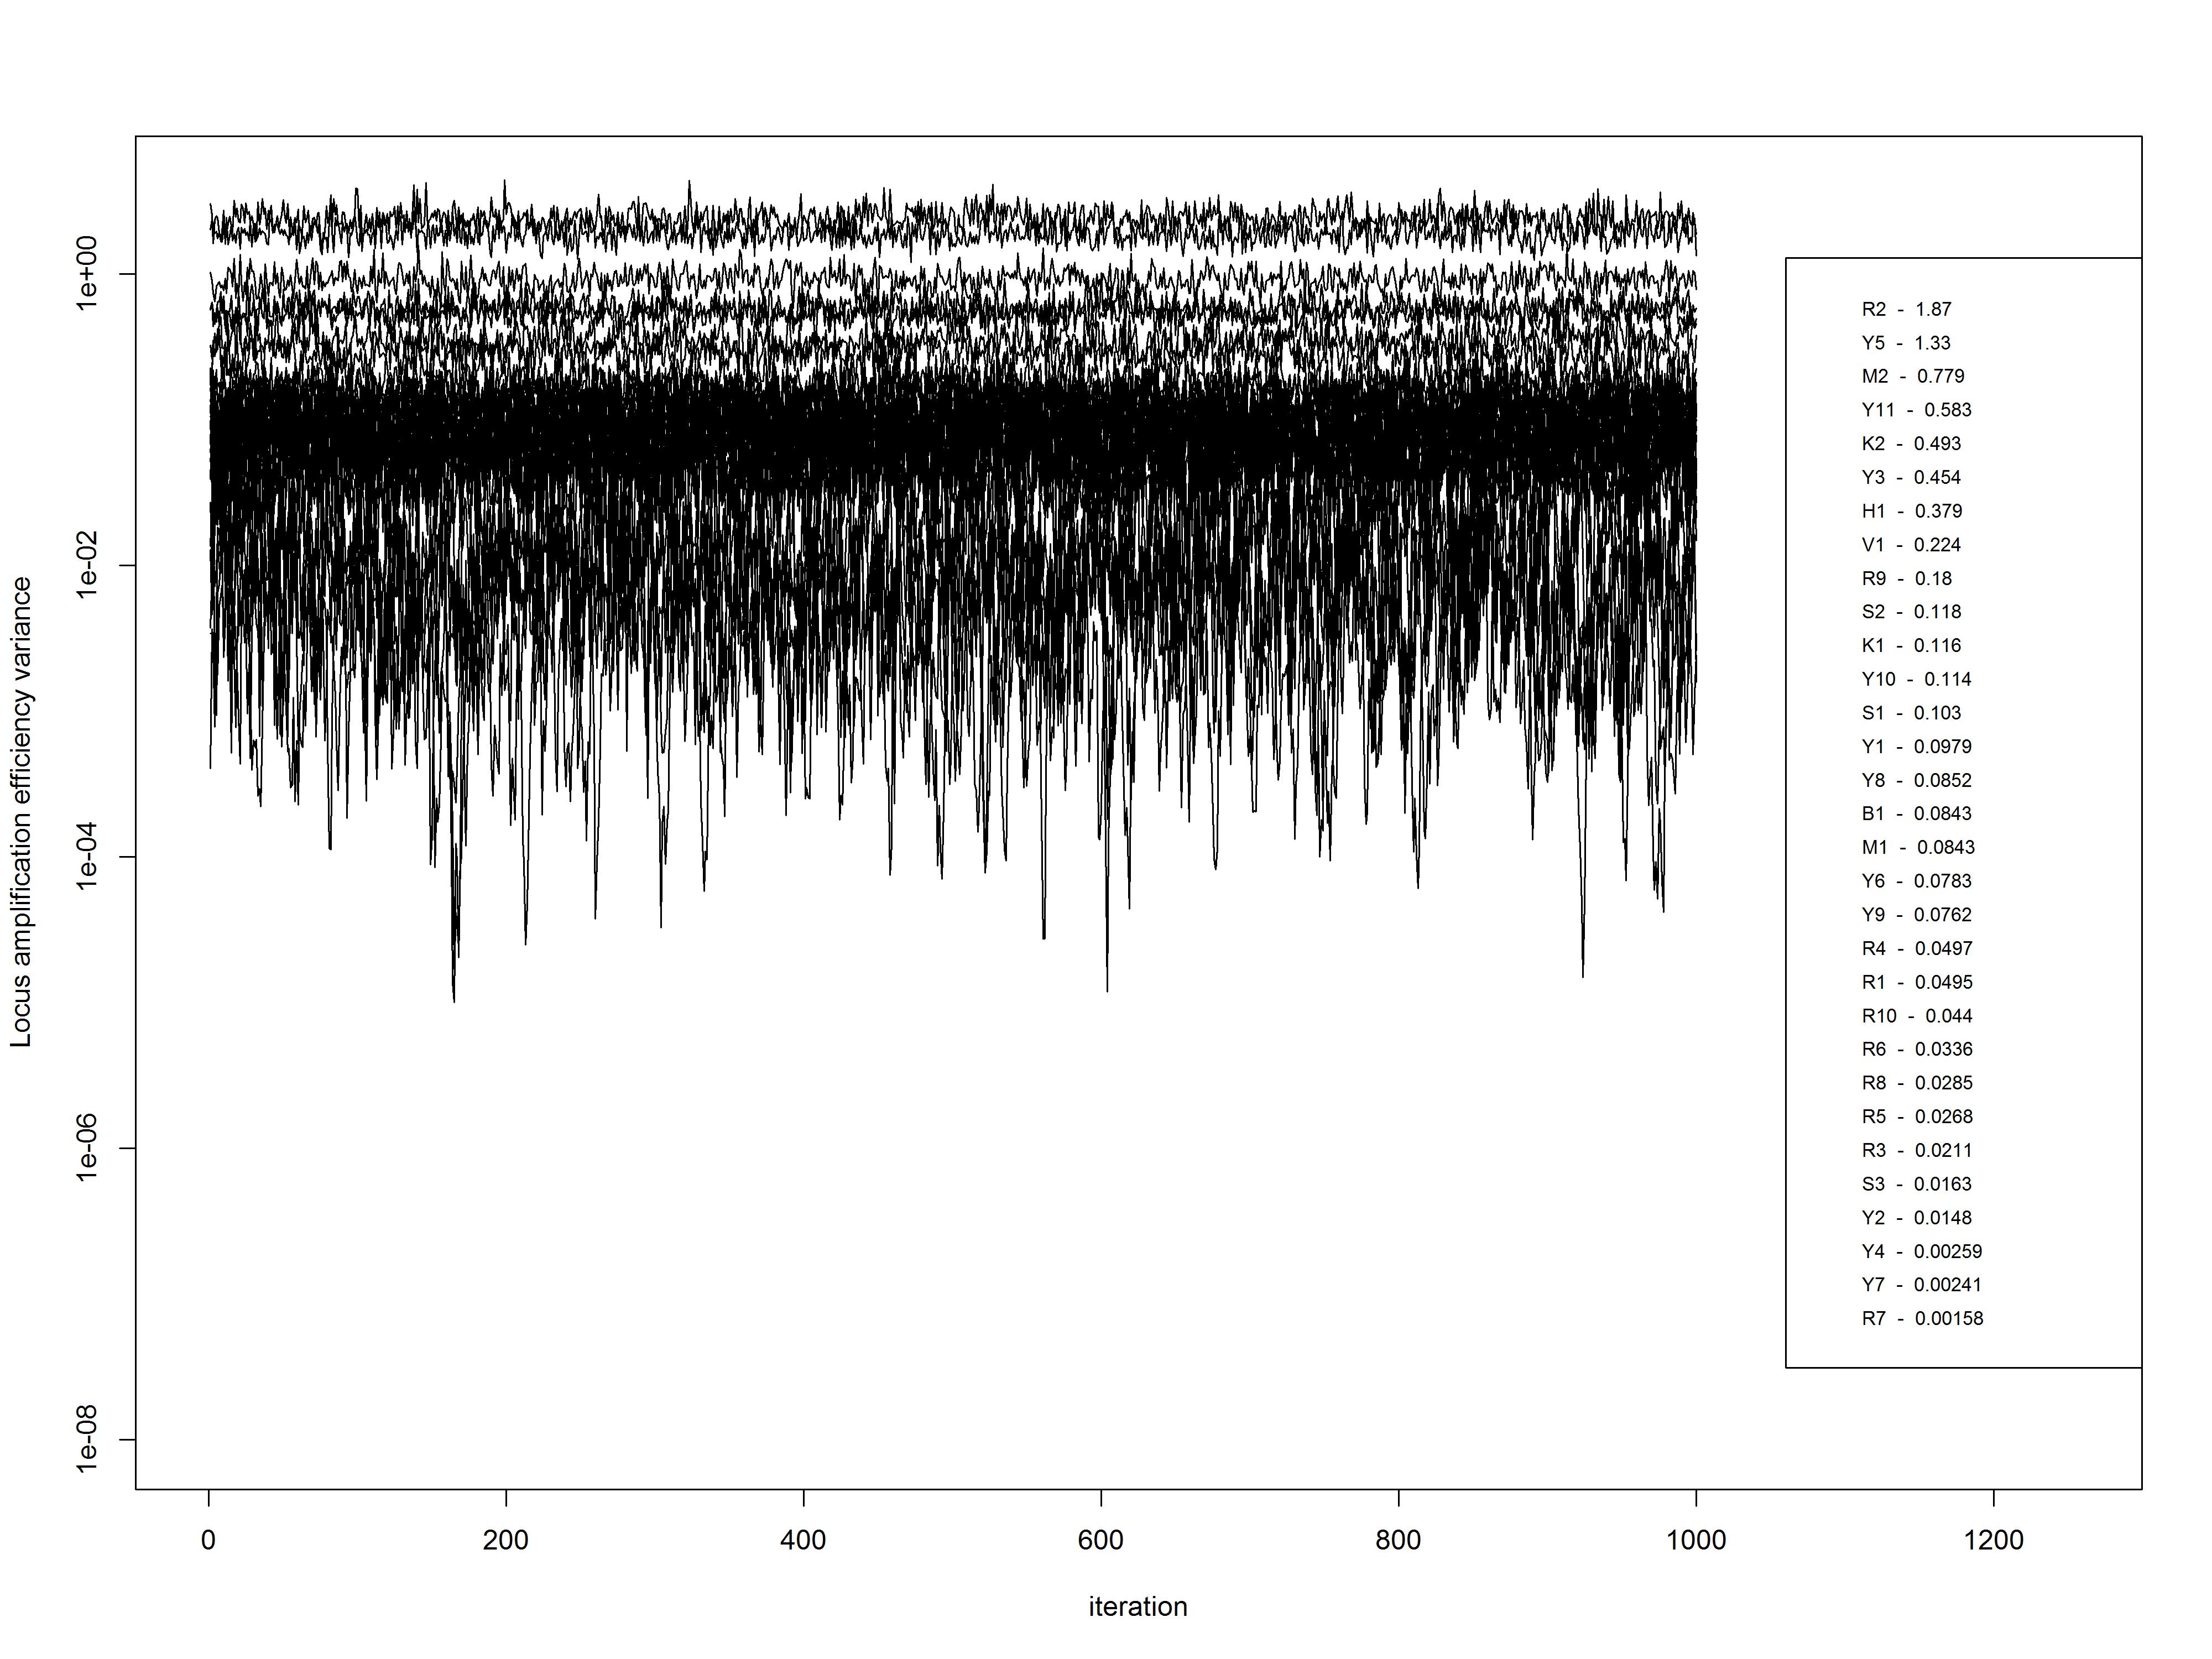 Locus amplification efficiency variance
1e+00
1e-02
1e-04
1e-06
1e-08
R2 - 1.87
Y5 - 1.33
M2 - 0.779
Y11 - 0.583
K2 - 0.493
Y3 - 0.454
H1 - 0.379
V1 - 0.224
R9 - 0.18
S2 - 0.118
K1 - 0.116
Y10 - 0.114
S1 - 0.103
Y1 - 0.0979
Y8 - 0.0852
B1 - 0.0843
M1 - 0.0843
Y6 - 0.0783
Y9 - 0.0762
R4 - 0.0497
R1 - 0.0495
R10 - 0.044
R6 - 0.0336
R8 - 0.0285
R5 - 0.0268
R3 - 0.0211
S3 - 0.0163
Y2 - 0.0148
Y4 - 0.00259
Y7 - 0.00241
R7 - 0.00158
0 200 400 600 800 1000 1200
iteration